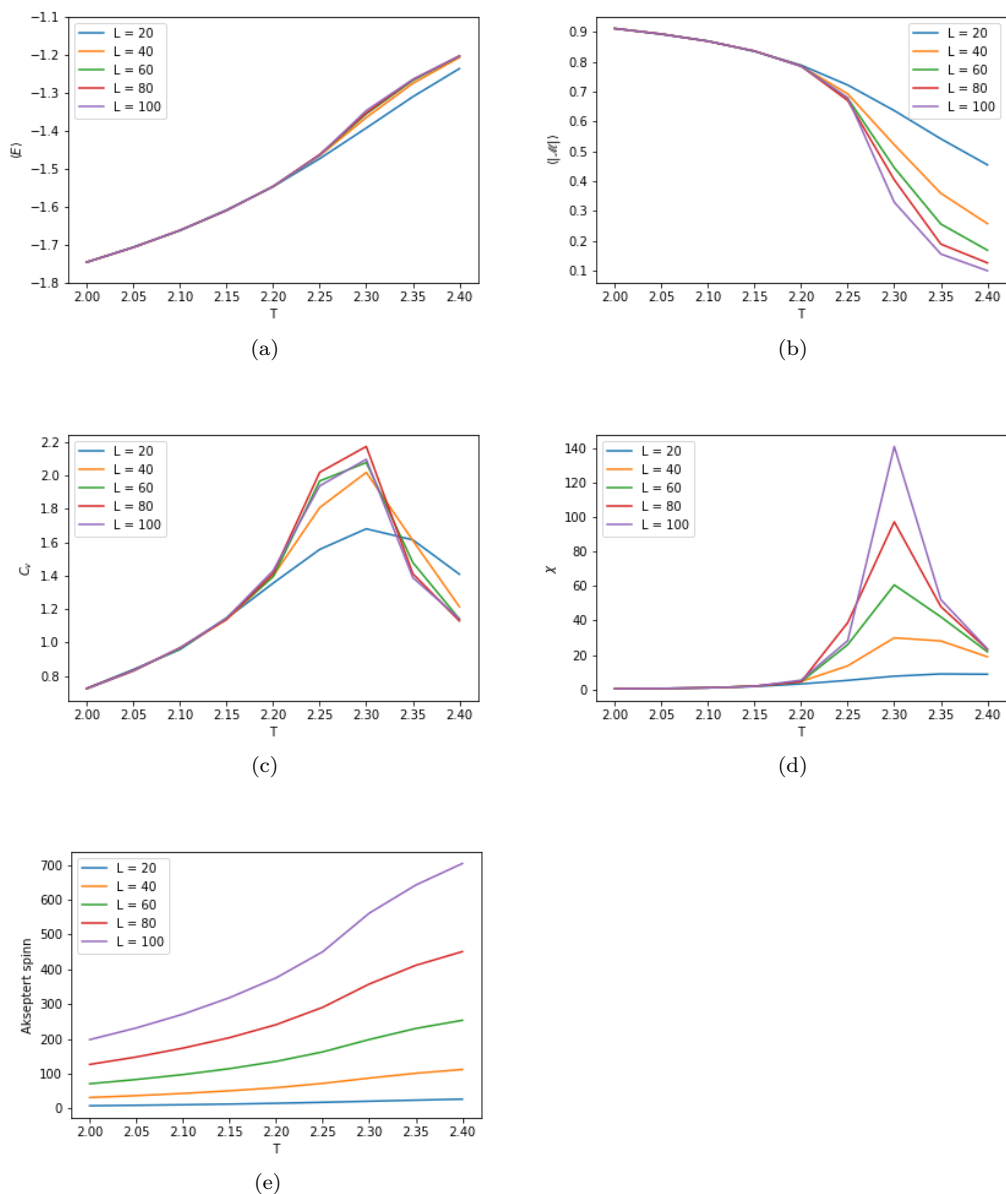 −1.1
−1.2
−1.3
−1.4
−1.5
−1.6
−1.7
−1.8
⟨E⟩
L = 20
L = 40
L = 60
L = 80
L = 100
2.00 2.05 2.10 2.15 2.20 2.25 2.30 2.35 2.40
T
(a)
0.9
0.8
0.7
0.6
0.5
0.4
0.3
0.2
0.1
⟨|ℳ|⟩
L = 20
L = 40
L = 60
L = 80
L = 100
2.00 2.05 2.10 2.15 2.20 2.25 2.30 2.35 2.40
T
(b)
2.2
2.0
1.8
1.6
1.4
1.2
1.0
0.8
Cᵥ
L = 20
L = 40
L = 60
L = 80
L = 100
2.00 2.05 2.10 2.15 2.20 2.25 2.30 2.35 2.40
T
(c)
140
120
100
80
60
40
20
0
χ
L = 20
L = 40
L = 60
L = 80
L = 100
2.00 2.05 2.10 2.15 2.20 2.25 2.30 2.35 2.40
T
(d)
700
600
500
400
300
200
100
0
Akseptert spinn
L = 20
L = 40
L = 60
L = 80
L = 100
2.00 2.05 2.10 2.15 2.20 2.25 2.30 2.35 2.40
T
(e)